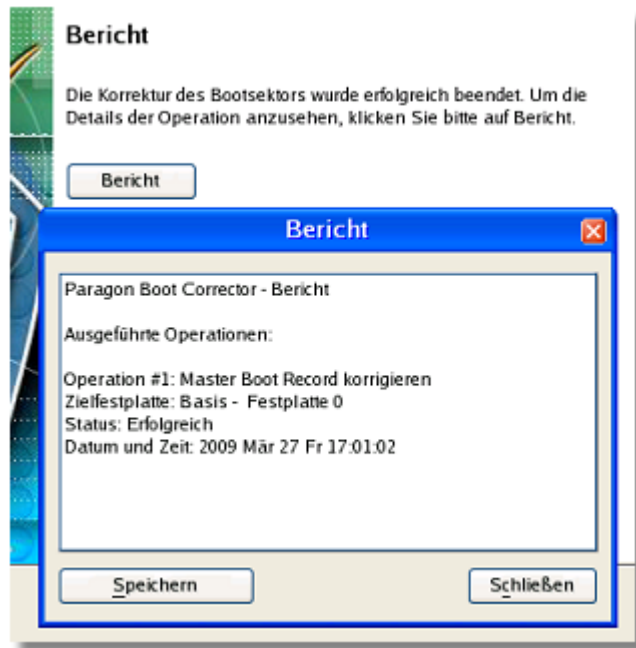 Bericht
Die Korrektur des Bootsektors wurde erfolgreich beendet. Um die
Details der Operation anzusehen, klicken Sie bitte auf Bericht.
Bericht
Bericht
Paragon Boot Corrector - Bericht
Ausgeführte Operationen:
Operation #1: Master Boot Record korrigieren
Zielfestplatte: Basis - Festplatte 0
Status: Erfolgreich
Datum und Zeit: 2009 Mär 27 Fr 17:01:02
Speichern
Schließen